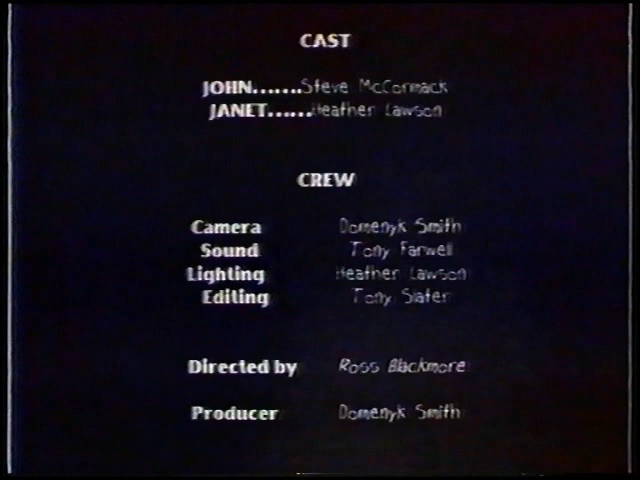 CAST
JOHN.......Steve McCormack
JANET......Heather Lawson
CREW
Camera Domenyk Smith
Sound Tony Farwell
Lighting Heather Lawson
Editing Tony Slater
Directed by Ross Blackmore
Producer Domenyk Smith